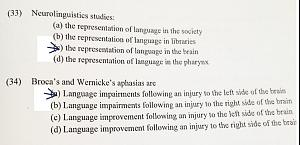 (33) Neurolinguistics studies:
(a) the representation of language in the society
(b) the representation of language in libraries
(c) the representation of language in the brain
(d) the representation of language in the pharynx
(34) Broca's and Wernicke's aphasias are
(a) Language impairments following an injury to the left side of the brain
(b) Language impairments following an injury to the right side of the brain
(c) Language improvement following an injury to the left side of the brain
(d) Language improvement following an injury to the right side of the brain